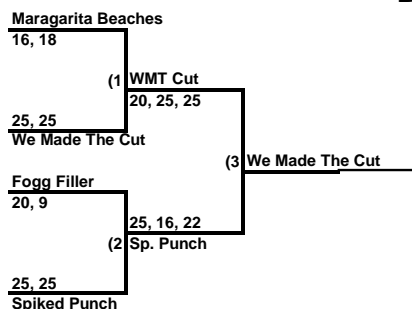 Maragarita Beaches
16, 18
(1 WMT Cut
20, 25, 25
25, 25
We Made The Cut
(3 We Made The Cut
Fogg Filler
20, 9
25, 16, 22
(2 Sp. Punch
25, 25
Spiked Punch